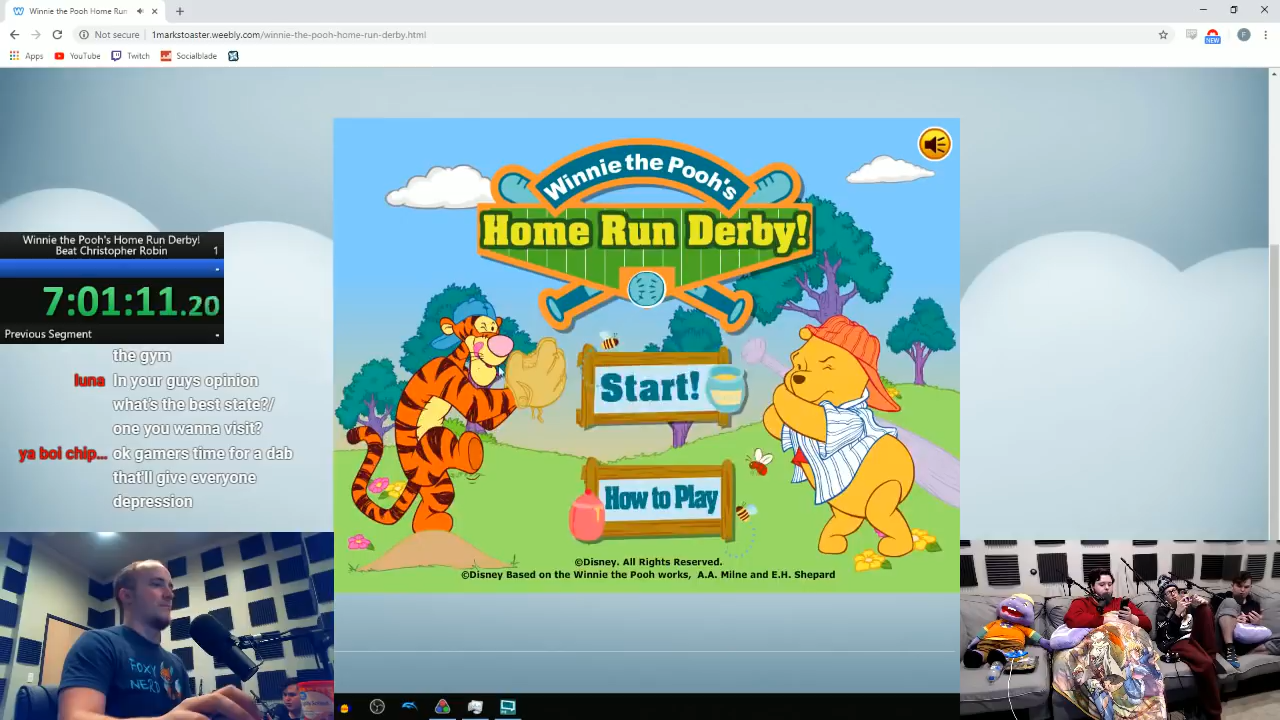 Winnie the Pooh Home Run
Not secure 1markstoaster.weebly.com/winnie-the-pooh-home-run-derby.html
F
NEW
Apps YouTube Twitch Socialblade
Winnie the Pooh's
Home Run Derby!
Winnie the Pooh's Home Run Derby!
Beat Christopher Robin 1
-
7:01:11.20
Previous Segment -
the gym
luna In your guys opinion
what's the best state?/
one you wanna visit?
ya boi chip... ok gamers time for a dab
that'll give everyone
depression
Start!
How to Play
©Disney. All Rights Reserved.
©Disney Based on the Winnie the Pooh works, A.A. Milne and E.H. Shepard
FOXY
NERD